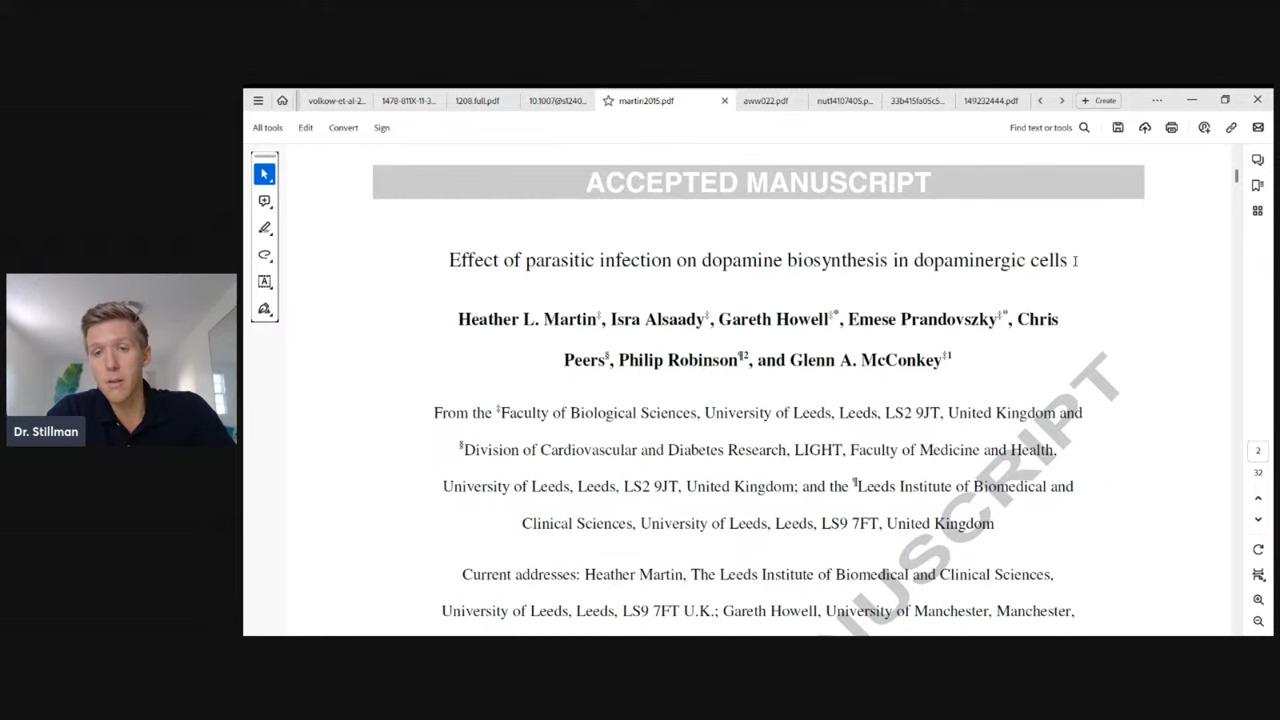 volkow-et-al-2...
1478-811X-11-3...
1208.full.pdf
10.1007@s1240...
martin2015.pdf
aww022.pdf
nut1410740S.p...
33b415fa05c5...
149232444.pdf
Create
All tools
Edit
Convert
Sign
Find text or tools
ACCEPTED MANUSCRIPT
Effect of parasitic infection on dopamine biosynthesis in dopaminergic cells
Heather L. Martin‡, Isra Alsaady‡, Gareth Howell‡*, Emese Prandovszky‡*, Chris
Peers§, Philip Robinson¶2, and Glenn A. McConkey‡1
From the ‡Faculty of Biological Sciences, University of Leeds, Leeds, LS2 9JT, United Kingdom and
§Division of Cardiovascular and Diabetes Research, LIGHT, Faculty of Medicine and Health,
University of Leeds, Leeds, LS2 9JT, United Kingdom; and the ¶Leeds Institute of Biomedical and
Clinical Sciences, University of Leeds, Leeds, LS9 7FT, United Kingdom
Current addresses: Heather Martin, The Leeds Institute of Biomedical and Clinical Sciences,
University of Leeds, Leeds, LS9 7FT U.K.; Gareth Howell, University of Manchester, Manchester,
USCRIPT
2
32
Dr. Stillman